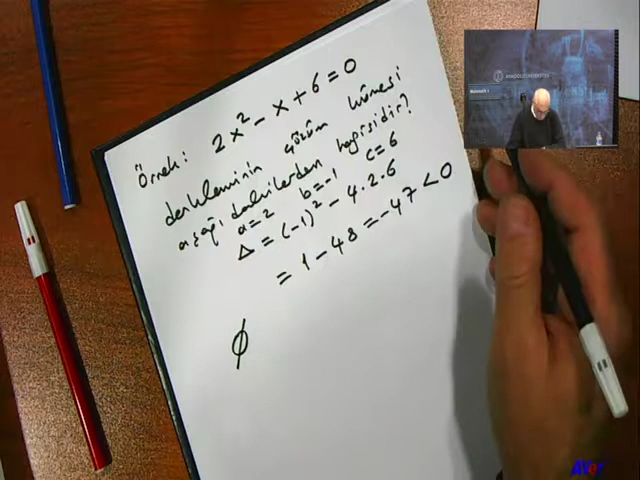 Örnek: 2x² - x + 6 = 0
denkleminin çözüm kümesi
aşağıdakilerden hangisidir?
a=2 b=-1 c=6
Δ = (-1)² - 4.2.6
= 1 - 48 = -47 < 0
∅